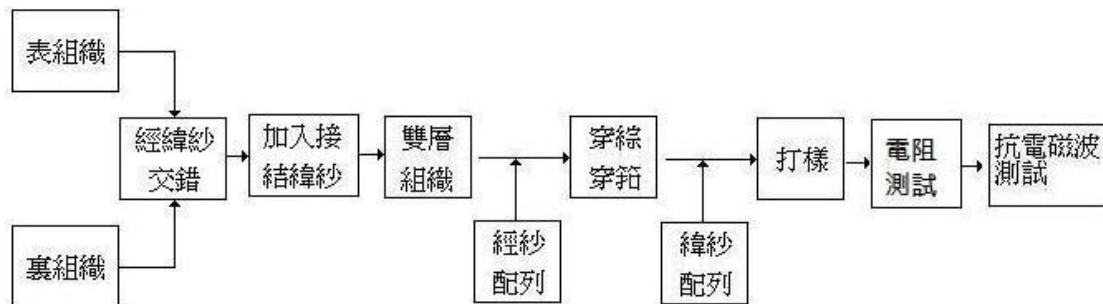 表組織
經緯紗
交錯
裏組織
加入接
結緯紗
雙層
組織
經紗
配列
穿綜
穿筘
緯紗
配列
打樣
電阻
測試
抗電磁波
測試